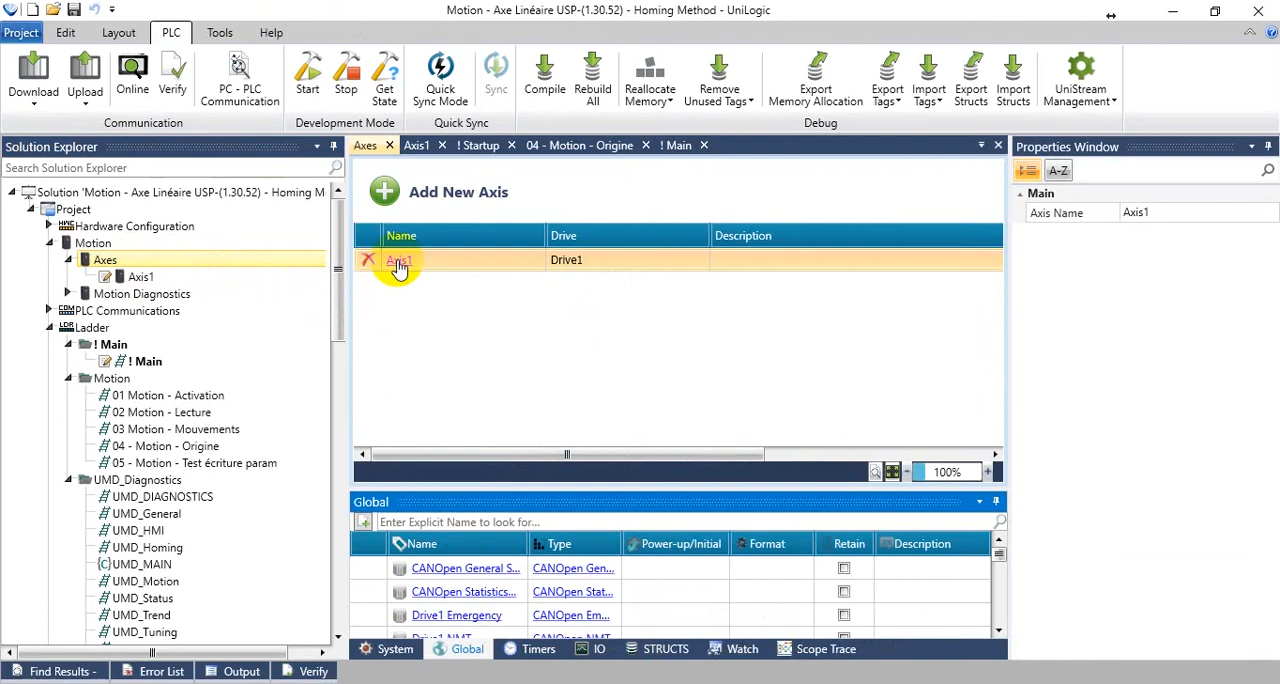 Motion - Axe Linéaire USP-(1.30.52) - Homing Method - UniLogic
Project Edit Layout PLC Tools Help
Download Upload Online Verify PC - PLC Communication Start Stop Get State Quick Sync Mode Sync Compile Rebuild All Reallocate Memory Remove Unused Tags Export Memory Allocation Export Tags Import Tags Export Structs Import Structs UniStream Management
Communication Development Mode Quick Sync Debug
Solution Explorer
Search Solution Explorer
Solution 'Motion - Axe Linéaire USP-(1.30.52) - Homing M
Project
HWC Hardware Configuration
Motion
Axes
Axis1
Motion Diagnostics
COM PLC Communications
LDR Ladder
! Main
! Main
Motion
01 Motion - Activation
02 Motion - Lecture
03 Motion - Mouvements
04 - Motion - Origine
05 - Motion - Test écriture param
UMD_Diagnostics
UMD_DIAGNOSTICS
UMD_General
UMD_HMI
UMD_Homing
{C} UMD_MAIN
UMD_Motion
UMD_Status
UMD_Trend
UMD_Tuning
Axes Axis1 ! Startup 04 - Motion - Origine ! Main
Add New Axis
Name Drive Description
Axis1 Drive1
100%
Global
Enter Explicit Name to look for...
Name Type Power-up/Initial Format Retain Description
CANOpen General S... CANOpen Gen...
CANOpen Statistics... CANOpen Stat...
Drive1 Emergency CANOpen Em...
Drive1 NMT CANOpen NMT
System Global Timers IO STRUCTS Watch Scope Trace
Properties Window
A-Z
Main
Axis Name Axis1
Find Results - Error List Output Verify